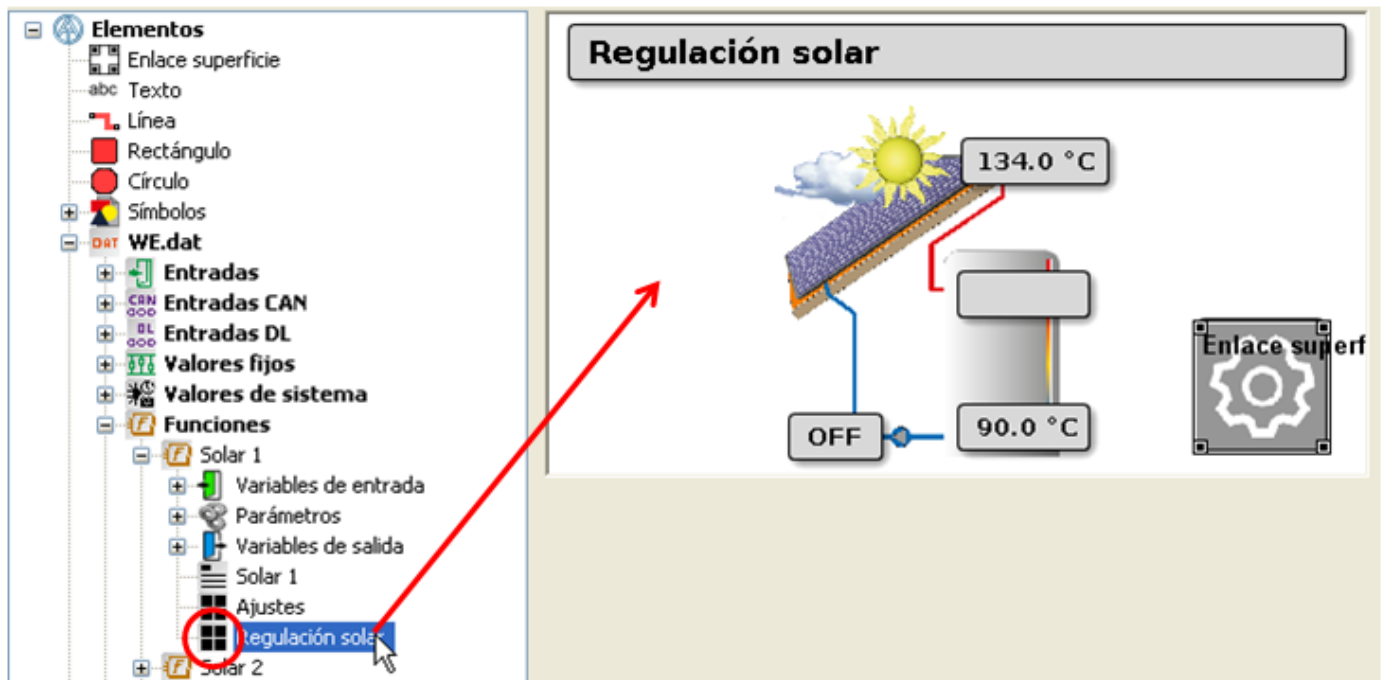 Elementos
Enlace superficie
abc Texto
Línea
Rectángulo
Círculo
Símbolos
DAT WE.dat
Entradas
CAN Entradas CAN
DL Entradas DL
Valores fijos
Valores de sistema
Funciones
Solar 1
Variables de entrada
Parámetros
Variables de salida
Solar 1
Ajustes
Regulación solar
Solar 2
Regulación solar
134.0 °C
Enlace superf
OFF
90.0 °C